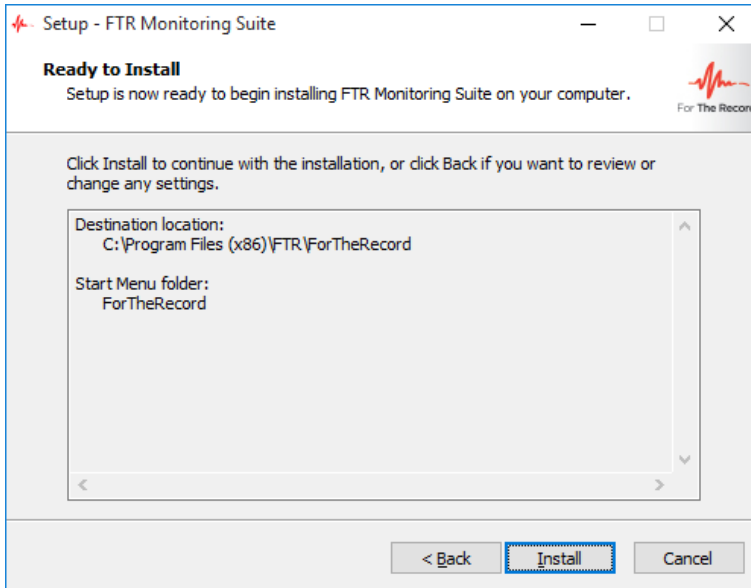 Setup - FTR Monitoring Suite
Ready to Install
Setup is now ready to begin installing FTR Monitoring Suite on your computer.
For The Recor
Click Install to continue with the installation, or click Back if you want to review or
change any settings.
Destination location:
C:\Program Files (x86)\FTR\ForTheRecord
Start Menu folder:
ForTheRecord
< Back
Install
Cancel